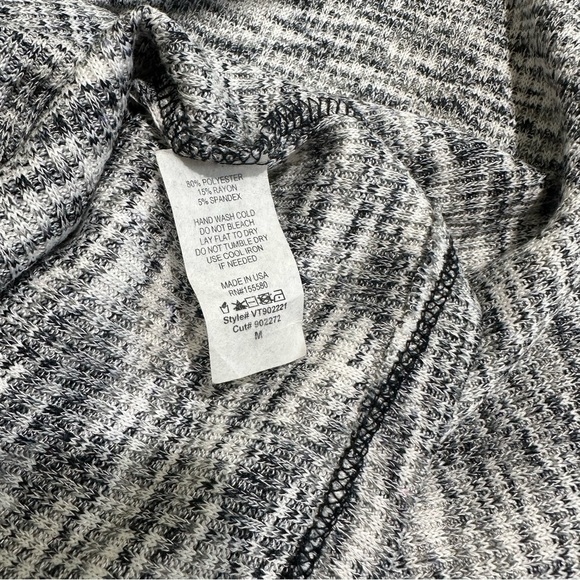 80% POLYESTER
15% RAYON
5% SPANDEX
HAND WASH COLD
DO NOT BLEACH
LAY FLAT TO DRY
DO NOT TUMBLE DRY
USE COOL IRON
IF NEEDED
MADE IN USA
RN#155580
Style# VT902221
Cut# 902272
M